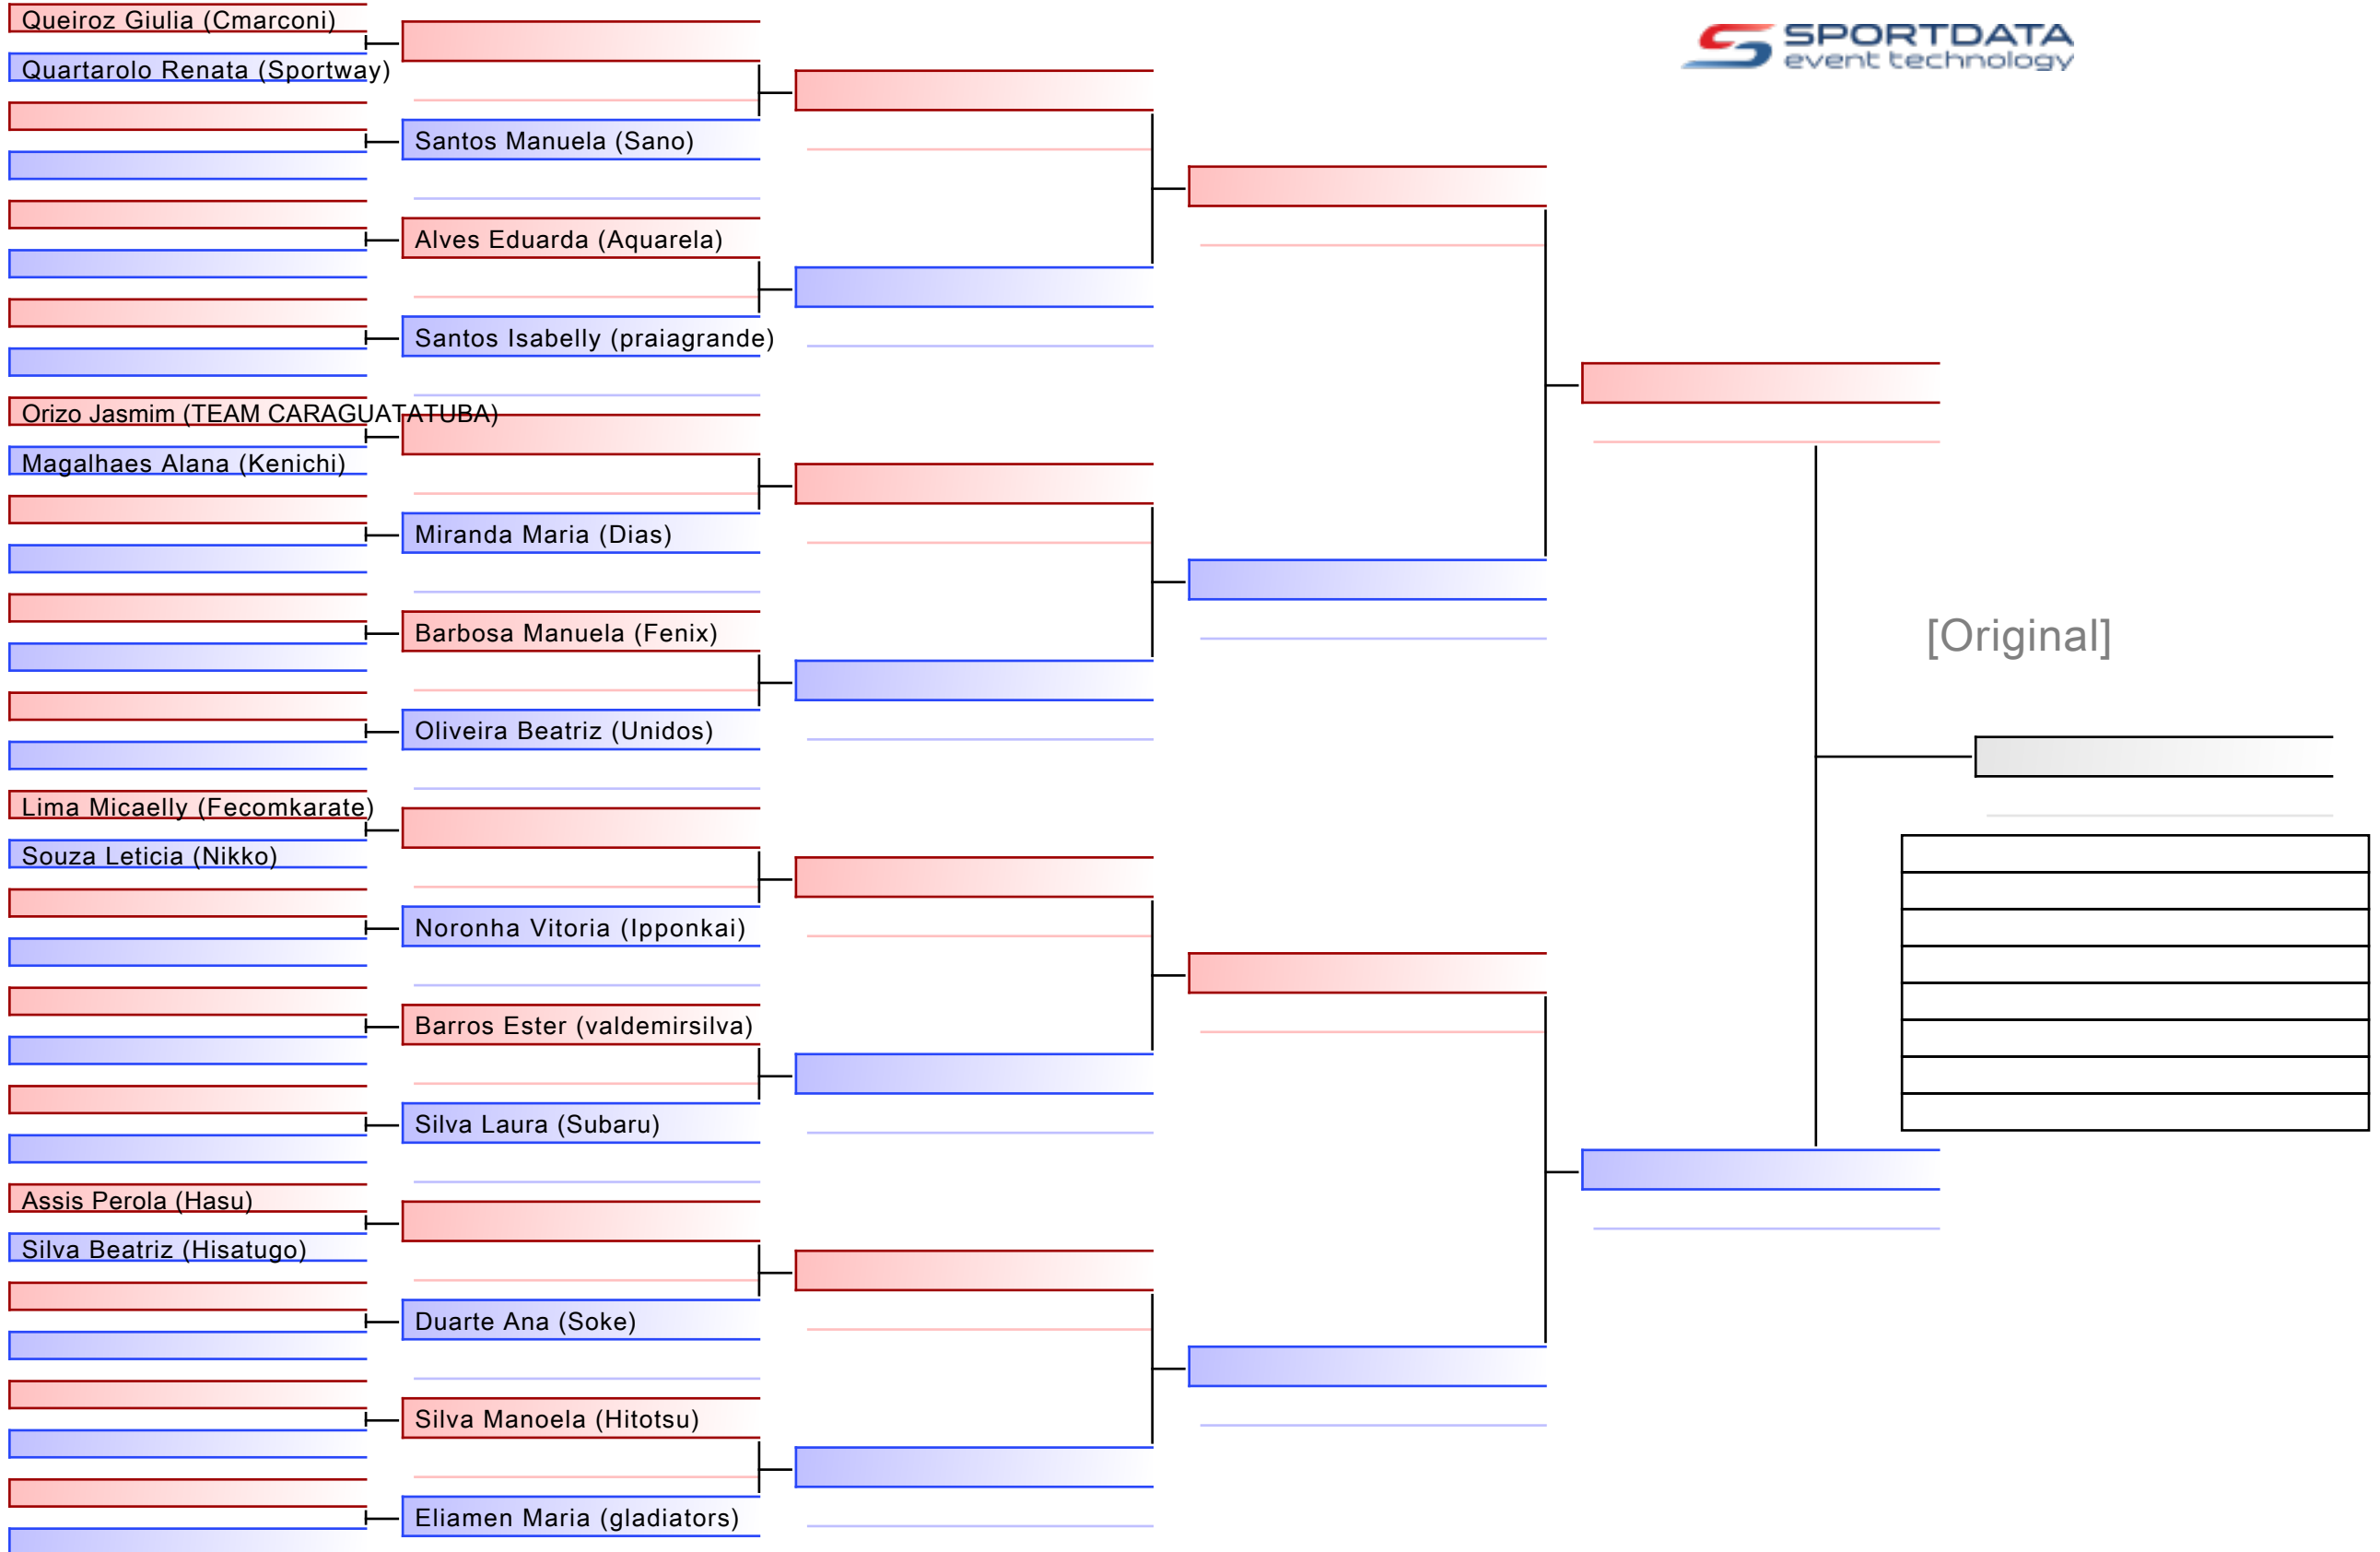 Queiroz Giulia (Cmarconi)
Quartarolo Renata (Sportway)
SPORTDATA
event technology
Santos Manuela (Sano)
Alves Eduarda (Aquarela)
Santos Isabelly (praiagrande)
Orizo Jasmim (TEAM CARAGUATATUBA)
Magalhaes Alana (Kenichi)
Miranda Maria (Dias)
Barbosa Manuela (Fenix)
[Original]
Oliveira Beatriz (Unidos)
Lima Micaelly (Fecomkarate)
Souza Leticia (Nikko)
Noronha Vitoria (Ipponkai)
Barros Ester (valdemirsilva)
Silva Laura (Subaru)
Assis Perola (Hasu)
Silva Beatriz (Hisatugo)
Duarte Ana (Soke)
Silva Manoela (Hitotsu)
Eliamen Maria (gladiators)